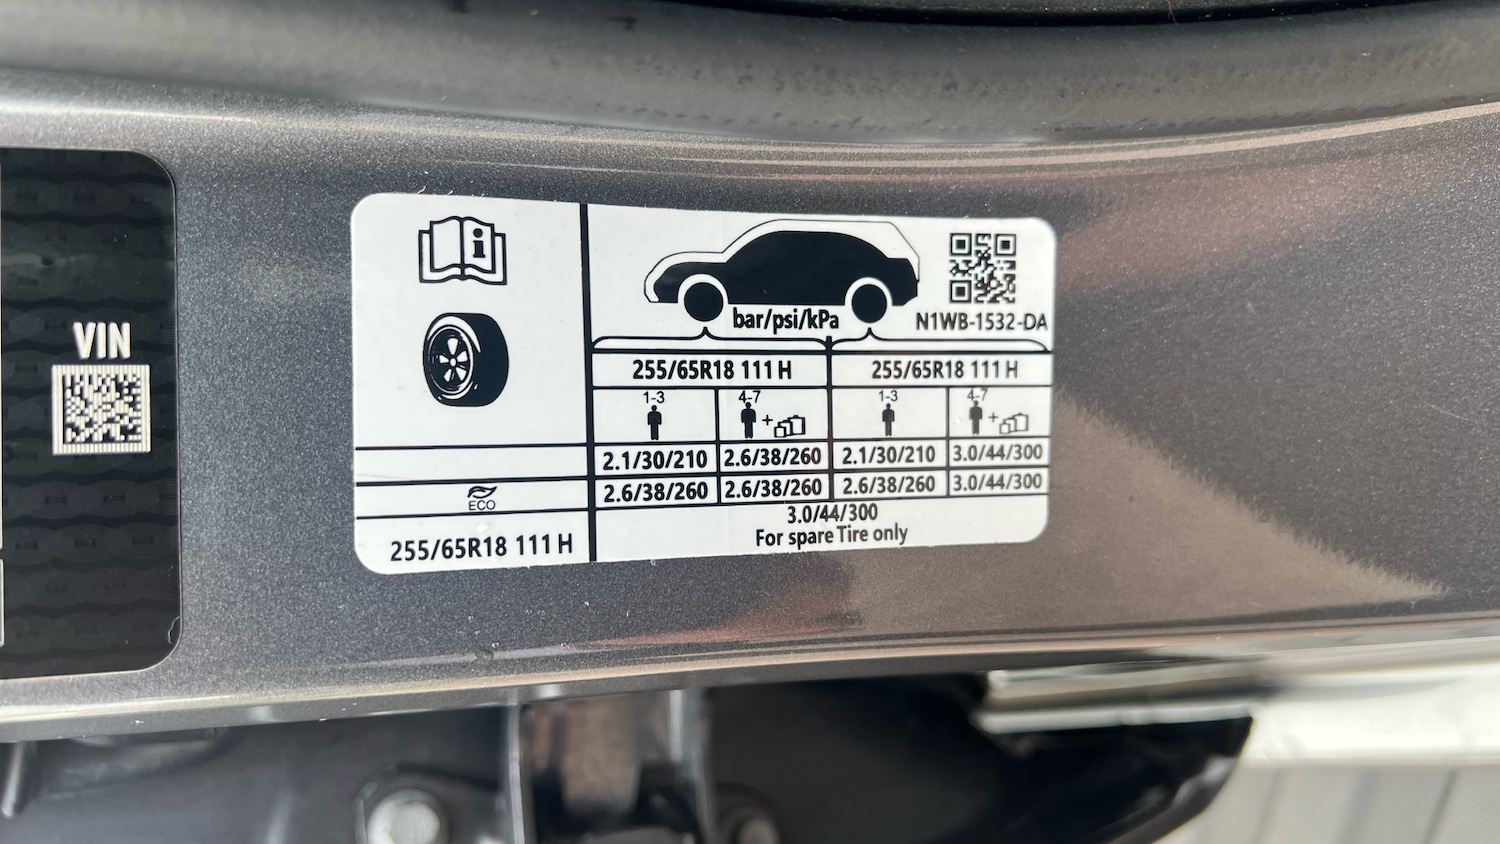 VIN
N1WB-1532-DA
bar/psi/kPa
255/65R18 111 H 255/65R18 111 H
1-3 4-7 1-3 4-7
+ +
2.1/30/210 2.6/38/260 2.1/30/210 3.0/44/300
ECO 2.6/38/260 2.6/38/260 2.6/38/260 3.0/44/300
255/65R18 111 H 3.0/44/300
For spare Tire only